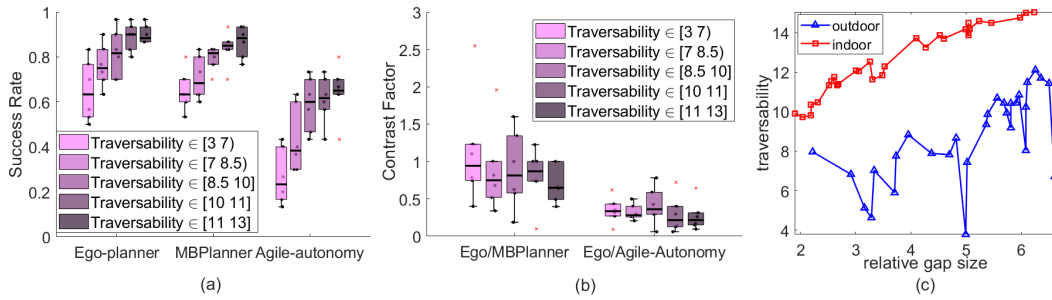 (a)
Success Rate
1
0.8
0.6
0.4
0.2
0
Traversability ∈ [3 7)
Traversability ∈ [7 8.5)
Traversability ∈ [8.5 10]
Traversability ∈ [10 11]
Traversability ∈ [11 13]
Ego-planner
MBPlanner
Agile-autonomy
(a)
Contrast Factor
3
2.5
2
1.5
1
0.5
0
Traversability ∈ [3 7)
Traversability ∈ [7 8.5)
Traversability ∈ [8.5 10]
Traversability ∈ [10 11]
Traversability ∈ [11 13]
Ego/MBPlanner
Ego/Agile-Autonomy
(b)
traversability
14
12
10
8
6
4
outdoor
indoor
2
3
4
5
6
relative gap size
(c)